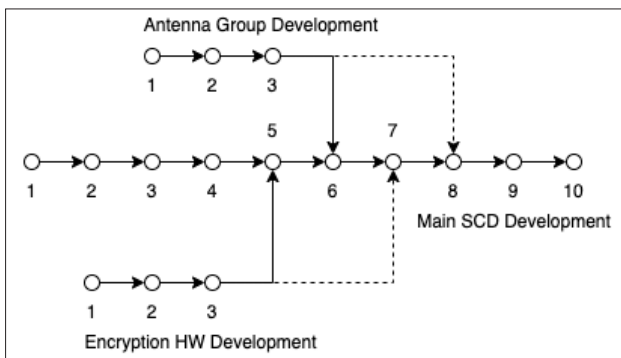 Antenna Group Development
1 2 3
5 7
1 2 3 4 6 8 9 10
Main SCD Development
1 2 3
Encryption HW Development